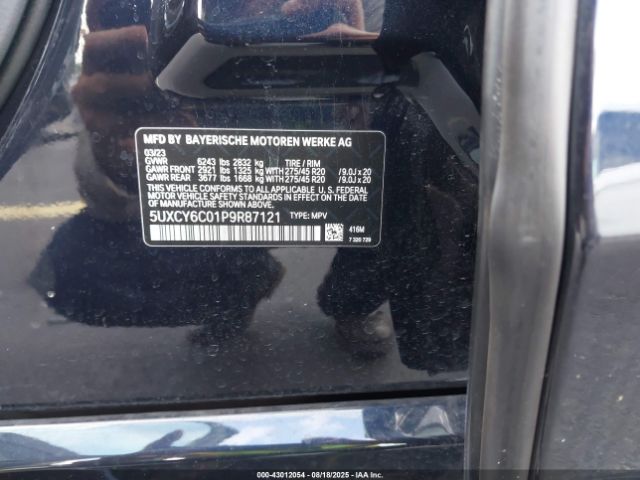 MFD BY BAYERISCHE MOTOREN WERKE AG
03/23
GVWR 6243 lbs 2832 kg TIRE / RIM
GAWR FRONT 2921 lbs 1325 kg WITH 275/45 R20 /9.0J x 20
GAWR REAR 3677 lbs 1668 kg WITH 275/45 R20 /9.0J x 20
THIS VEHICLE CONFORMS TO ALL APPLICABLE U.S. FEDERAL
MOTOR VEHICLE SAFETY STANDARDS IN EFFECT ON THE DATE OF
MANUFACTURE SHOWN ABOVE.
5UXCY6C01P9R87121 TYPE: MPV
416M
7 320 729
000-43012054 - 08/18/2025 - IAA Inc.